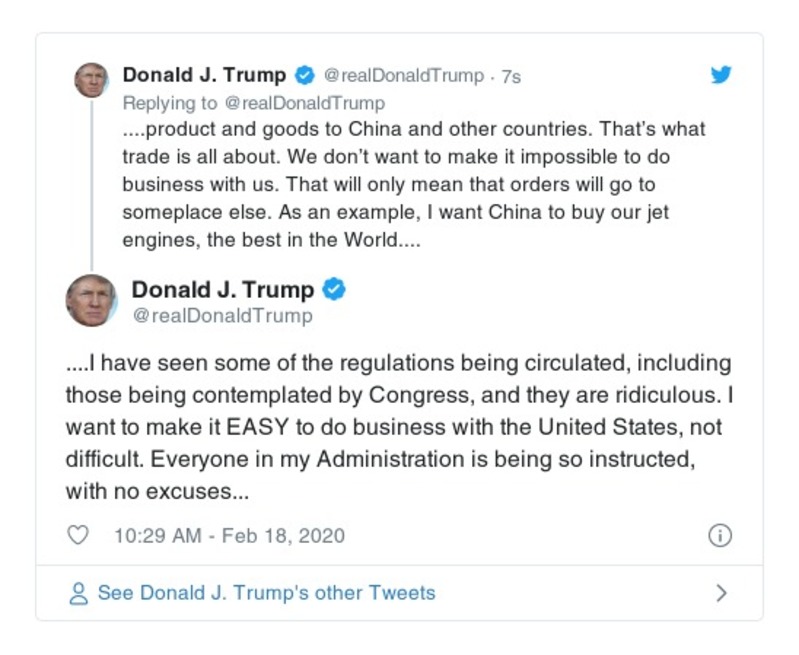 Donald J. Trump @realDonaldTrump · 7s
Replying to @realDonaldTrump
....product and goods to China and other countries. That’s what
trade is all about. We don’t want to make it impossible to do
business with us. That will only mean that orders will go to
someplace else. As an example, I want China to buy our jet
engines, the best in the World....
Donald J. Trump
@realDonaldTrump
....I have seen some of the regulations being circulated, including
those being contemplated by Congress, and they are ridiculous. I
want to make it EASY to do business with the United States, not
difficult. Everyone in my Administration is being so instructed,
with no excuses...
10:29 AM - Feb 18, 2020
See Donald J. Trump's other Tweets